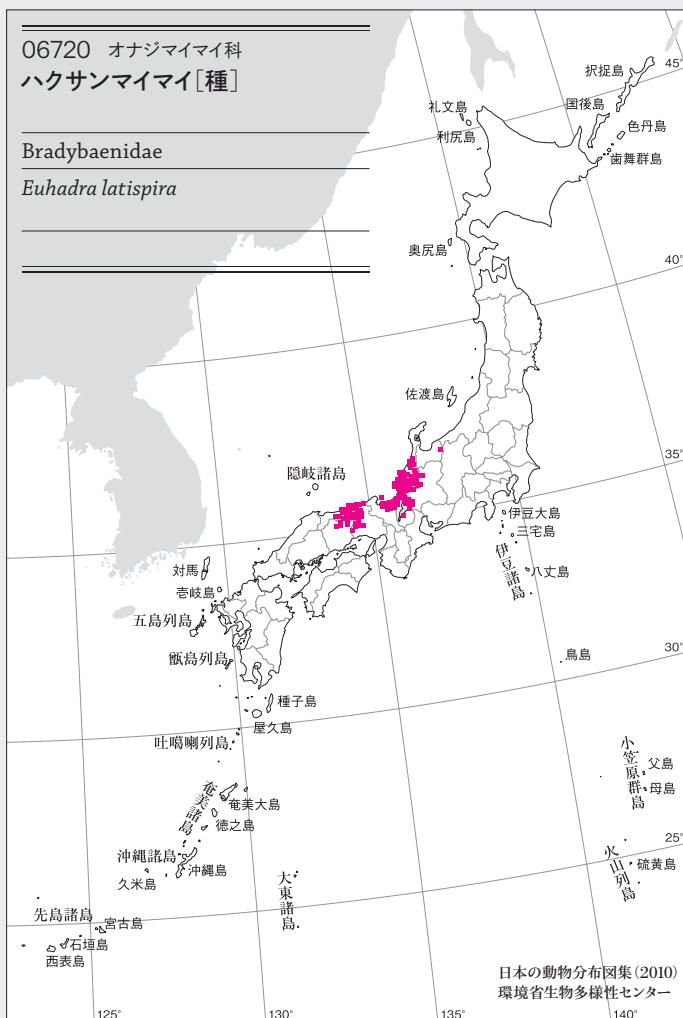 06720 オナジマイマイ科
ハクサンマイマイ[種]
Bradybaenidae
Euhadra latispira
択捉島
45°
礼文島
国後島
利尻島
色丹島
歯舞群島
奥尻島
40°
佐渡島
35°
隠岐諸島
伊豆大島
三宅島
伊豆諸島
八丈島
対馬
壱岐島
五島列島
甑島列島
鳥島
30°
種子島
屋久島
吐噶喇列島
小笠原群島
父島
母島
奄美諸島
奄美大島
徳之島
25°
沖縄諸島
沖縄島
久米島
火山列島
硫黄島
大東諸島
先島諸島
宮古島
石垣島
西表島
日本の動物分布図集(2010)
環境省生物多様性センター
125°
130°
135°
140°